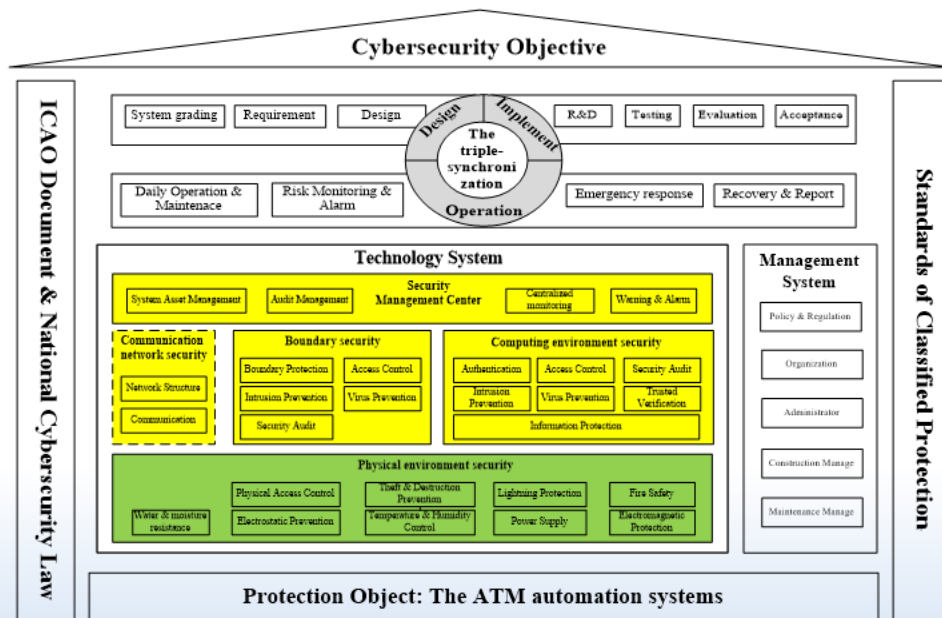 Cybersecurity Objective
ICAO Document & National Cybersecurity Law
System grading
Requirement
Design
Design
Implement
The
triple-
synchroni
zation
Operation
R&D
Testing
Evaluation
Acceptance
Daily Operation &
Maintenace
Risk Monitoring &
Alarm
Emergency response
Recovery & Report
Technology System
Security
Management Center
System Asset Management
Audit Management
Centralized
monitoring
Warning & Alarm
Communication
network security
Network Structure
Communication
Boundary security
Boundary Protection
Access Control
Intrusion Prevention
Virus Prevention
Security Audit
Computing environment security
Authentication
Access Control
Security Audit
Intrusion
Prevention
Virus Prevention
Trusted
Verification
Information Protection
Physical environment security
Physical Access Control
Theft & Destruction
Prevention
Lightning Protection
Fire Safety
Water & moisture
resistance
Electrostatic Prevention
Temperature & Humidity
Control
Power Supply
Electromagnetic
Protection
Management
System
Policy & Regulation
Organization
Administrator
Construction Manage
Maintenance Manage
Standards of Classified Protection
Protection Object: The ATM automation systems